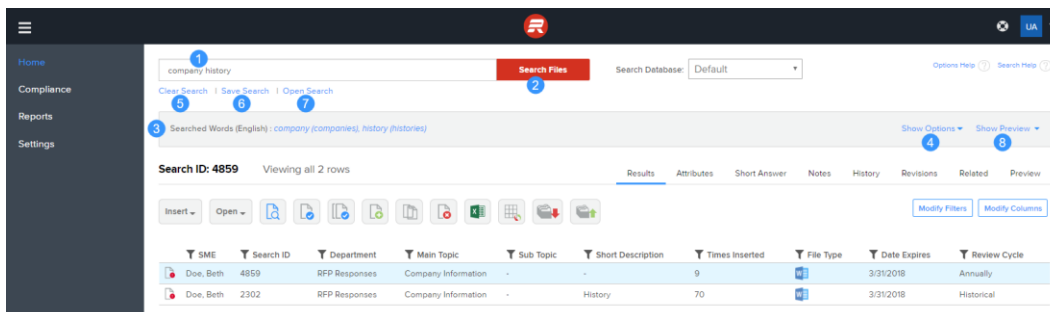 UA
Home
Compliance
Reports
Settings
1
company history
Search Files
2
Search Database: Default
Options Help ? Search Help ?
Clear Search | Save Search | Open Search
5 6 7
3 Searched Words (English) : company (companies), history (histories)
Show Options Show Preview
4 8
Search ID: 4859 Viewing all 2 rows
Results Attributes Short Answer Notes History Revisions Related Preview
Insert Open
Modify Filters Modify Columns
SME Search ID Department Main Topic Sub Topic Short Description Times Inserted File Type Date Expires Review Cycle
Doe, Beth 4859 RFP Responses Company Information - - 9 3/31/2018 Annually
Doe, Beth 2302 RFP Responses Company Information - History 70 3/31/2018 Historical